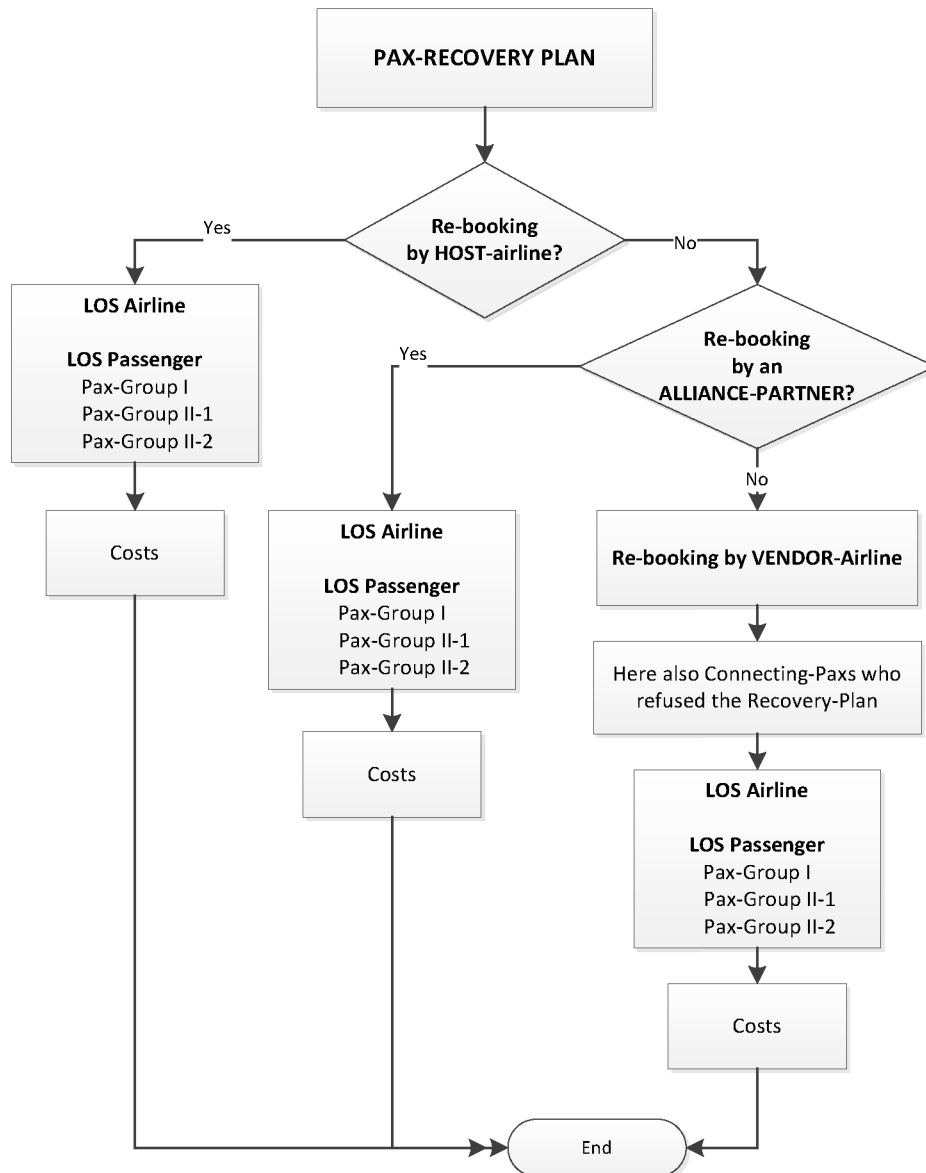 PAX-RECOVERY PLAN
Re-booking
by HOST-airline?
Yes
No
LOS Airline
LOS Passenger
Pax-Group I
Pax-Group II-1
Pax-Group II-2
Costs
Re-booking
by an
ALLIANCE-PARTNER?
Yes
No
LOS Airline
LOS Passenger
Pax-Group I
Pax-Group II-1
Pax-Group II-2
Costs
Re-booking by VENDOR-Airline
Here also Connecting-Paxs who
refused the Recovery-Plan
LOS Airline
LOS Passenger
Pax-Group I
Pax-Group II-1
Pax-Group II-2
Costs
End